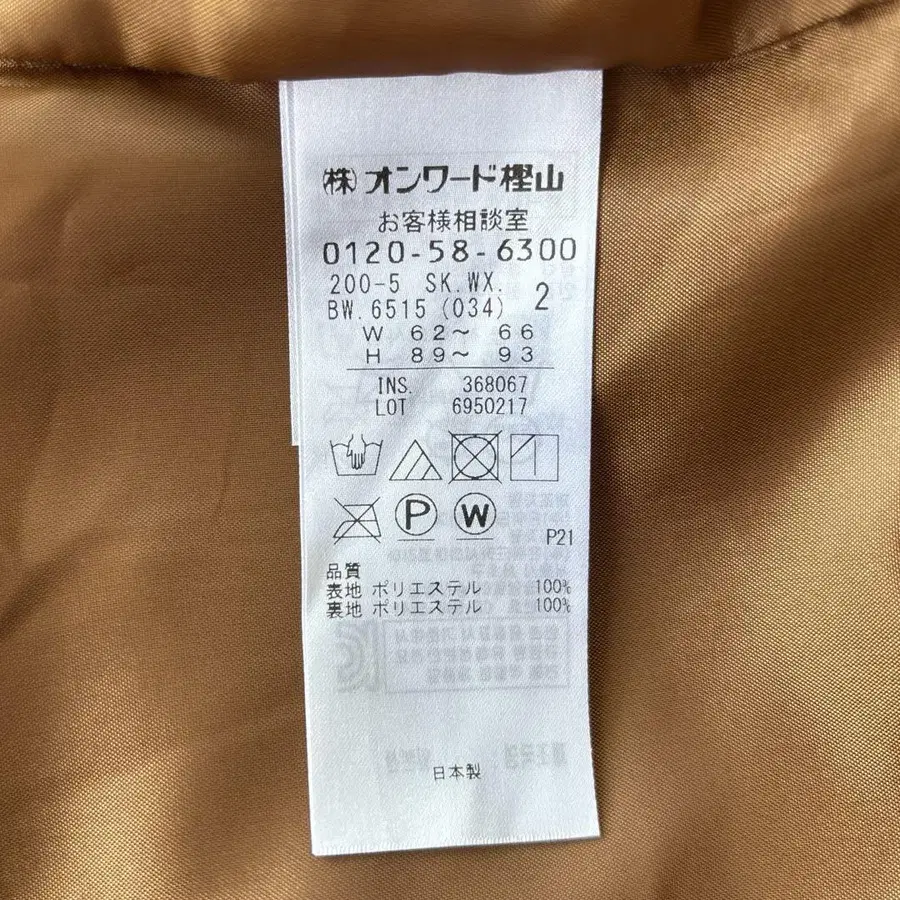 ㈱オンワード樫山
お客様相談室
0120-58-6300
200-5 SK.WX.
BW.6515 (034) 2
W 62〜 66
H 89〜 93
INS. 368067
LOT 6950217
P W
P21
品質
表地 ポリエステル 100%
裏地 ポリエステル 100%
日本製